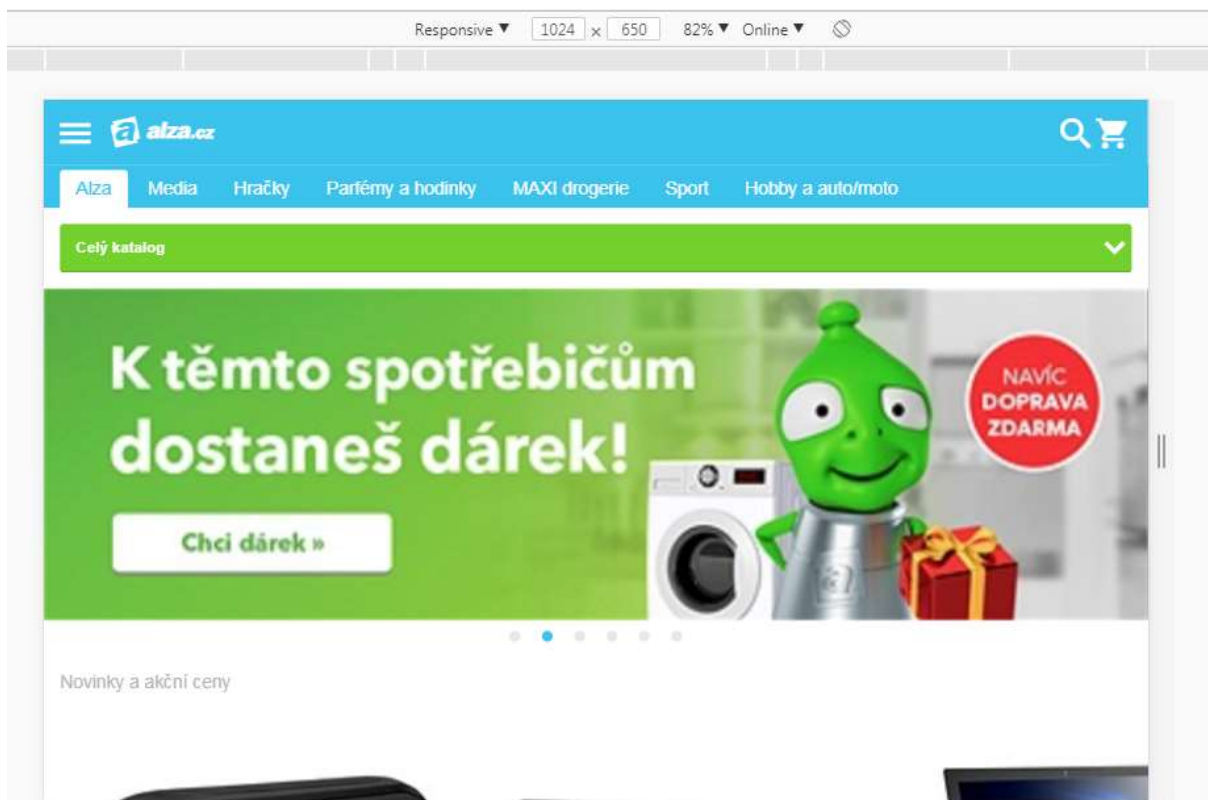 Responsive ▼ 1024 x 650 82% ▼ Online ▼
a alza.cz
Alza Media Hračky Parfémy a hodinky MAXI drogerie Sport Hobby a auto/moto
Celý katalog
K těmto spotřebičům
dostaneš dárek!
Chci dárek »
NAVÍC
DOPRAVA
ZDARMA
a
Novinky a akční ceny